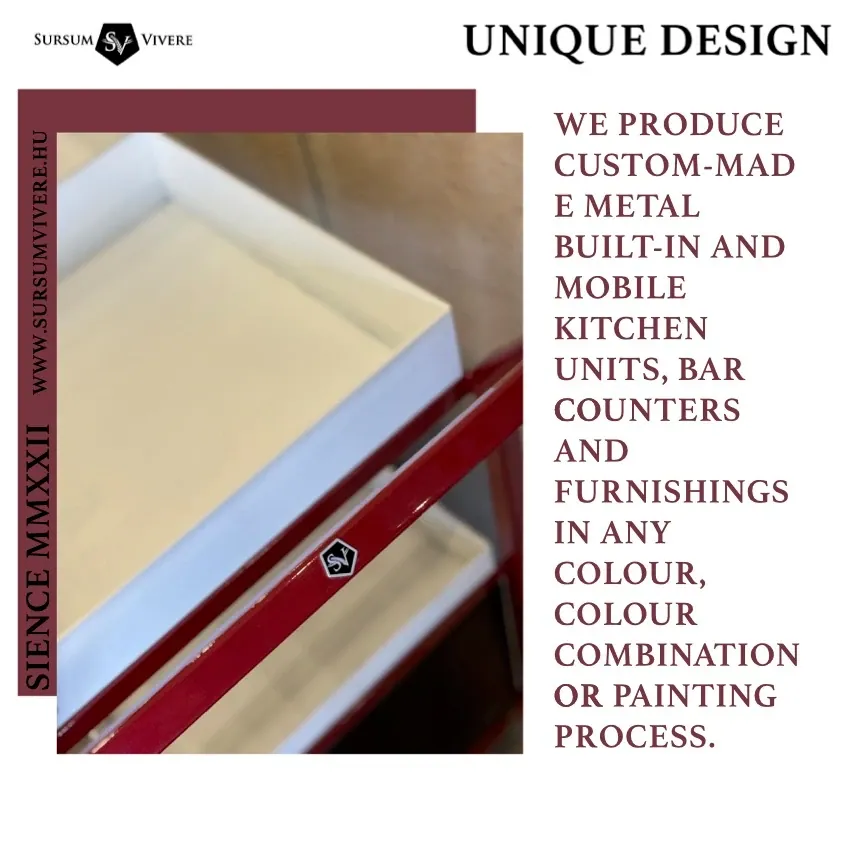 SURSUM SV VIVERE
UNIQUE DESIGN
WWW.SURSUMVIVERE.HU
SIENCE MMXXII
SV
WE PRODUCE
CUSTOM-MAD
E METAL
BUILT-IN AND
MOBILE
KITCHEN
UNITS, BAR
COUNTERS
AND
FURNISHINGS
IN ANY
COLOUR,
COLOUR
COMBINATION
OR PAINTING
PROCESS.